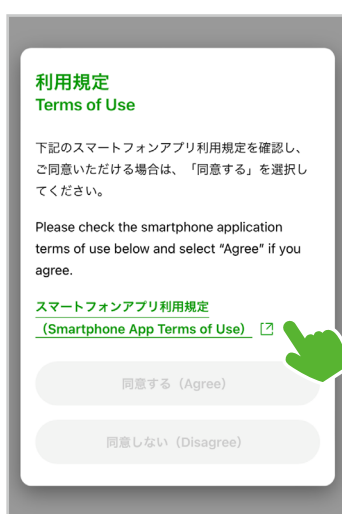 利用規定
Terms of Use
下記のスマートフォンアプリ利用規定を確認し、
ご同意いただける場合は、「同意する」を選択し
てください。
Please check the smartphone application
terms of use below and select “Agree” if you
agree.
スマートフォンアプリ利用規定
（Smartphone App Terms of Use）
同意する（Agree）
同意しない（Disagree）